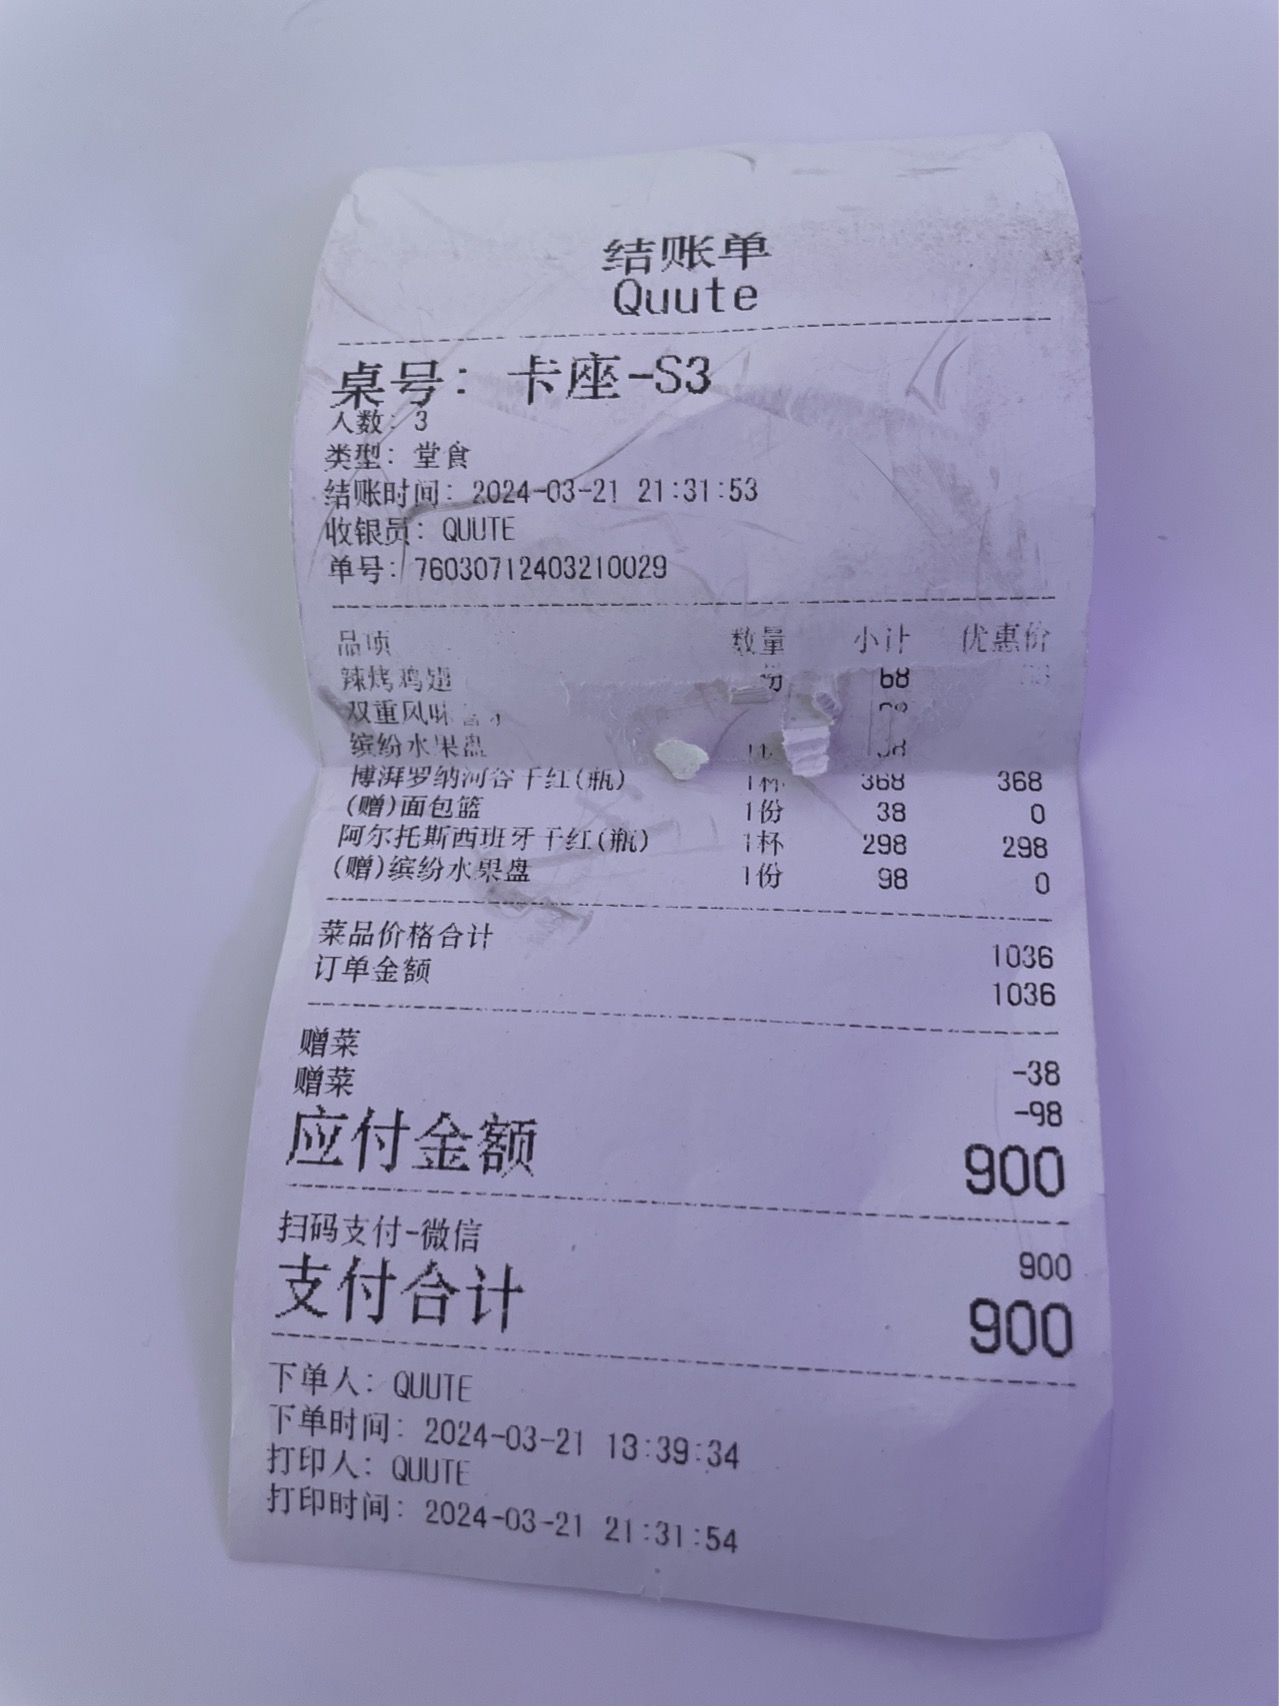 结账单
Quute
桌号: 卡座-S3
人数: 3
类型: 堂食
结账时间: 2024-03-21 21:31:53
收银员: QUUTE
单号: 76030712403210029
品项 数量 小计 优惠价
辣烤鸡翅 份 68
双重风味
缤纷水果盘
博湃罗纳河谷干红(瓶) 1杯 368 368
(赠)面包篮 1份 38 0
阿尔托斯西班牙干红(瓶) 1杯 298 298
(赠)缤纷水果盘 1份 98 0
菜品价格合计 1036
订单金额 1036
赠菜 -38
赠菜 -98
应付金额 900
扫码支付-微信 900
支付合计 900
下单人: QUUTE
下单时间: 2024-03-21 18:39:34
打印人: QUUTE
打印时间: 2024-03-21 21:31:54